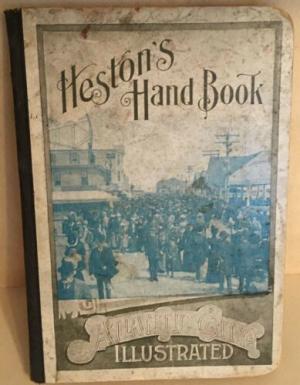 Heston's
Hand Book
Atlantic City
ILLUSTRATED